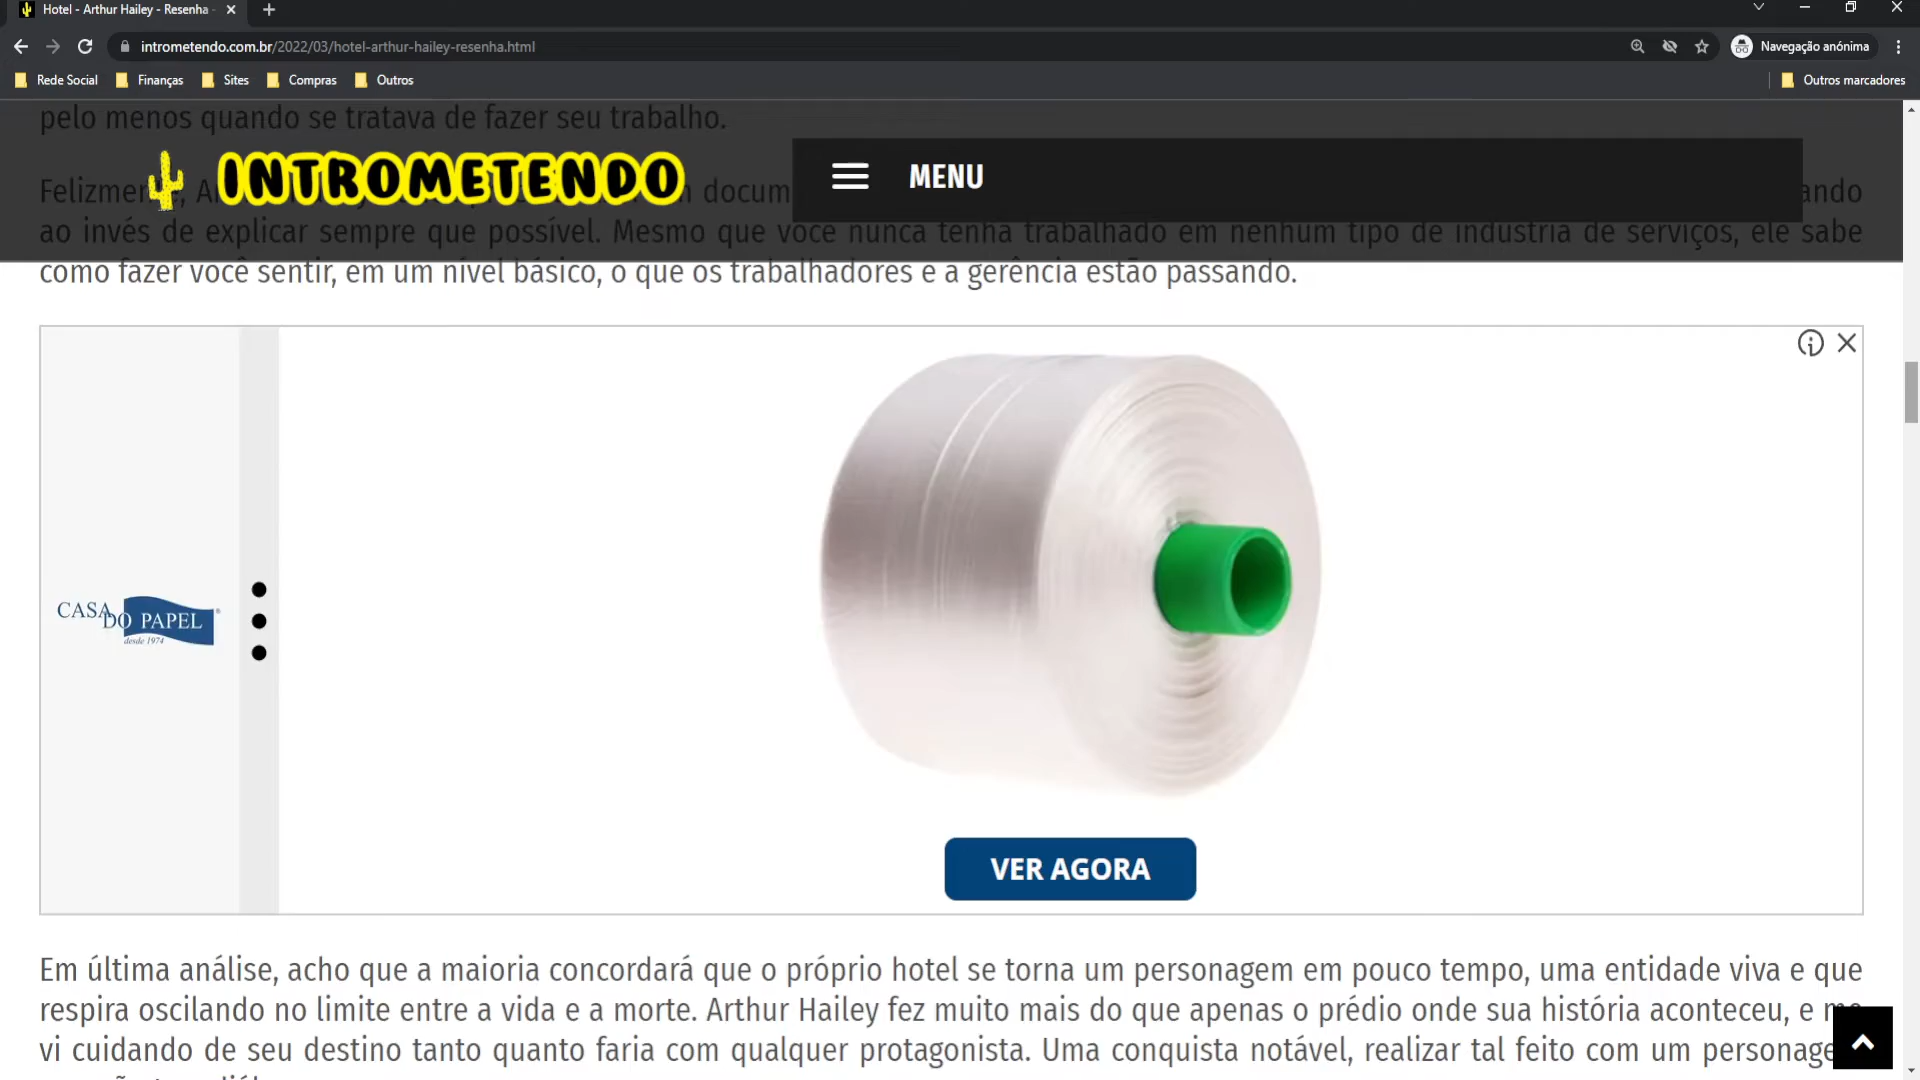 Hotel - Arthur Hailey - Resenha -
intrometendo.com.br/2022/03/hotel-arthur-hailey-resenha.html
Navegação anónima
Rede Social
Finanças
Sites
Compras
Outros
Outros marcadores
pelo menos quando se tratava de fazer seu trabalho.
INTROMETENDO
MENU
ao invés de explicar sempre que possível. Mesmo que você nunca tenha trabalhado em nenhum tipo de indústria de serviços, ele sabe
como fazer você sentir, em um nível básico, o que os trabalhadores e a gerência estão passando.
CASA
DO PAPEL
desde 1974
VER AGORA
Em última análise, acho que a maioria concordará que o próprio hotel se torna um personagem em pouco tempo, uma entidade viva e que
respira oscilando no limite entre a vida e a morte. Arthur Hailey fez muito mais do que apenas o prédio onde sua história aconteceu, e
vi cuidando de seu destino tanto quanto faria com qualquer protagonista. Uma conquista notável, realizar tal feito com um